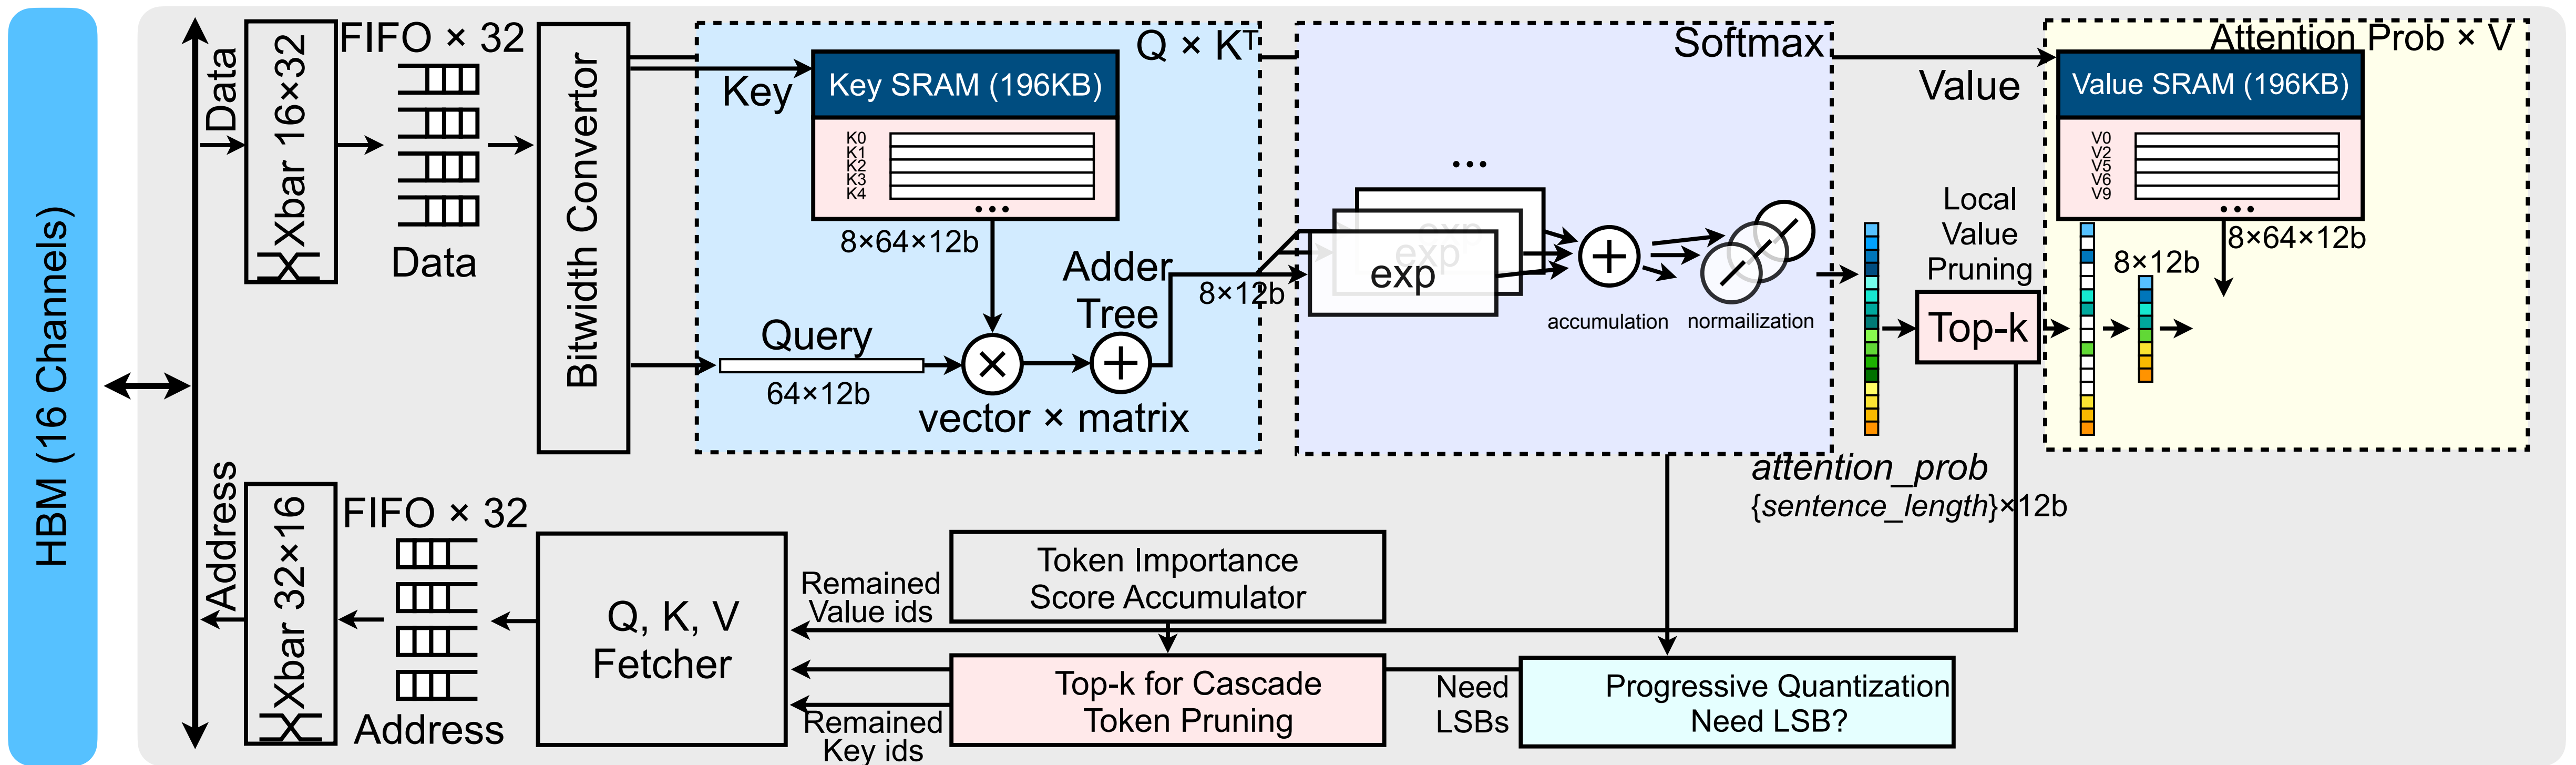 HBM (16 Channels)
Data
Xbar 16×32
FIFO × 32
Data
Bitwidth Convertor
Q × Kᵀ
Key
Key SRAM (196KB)
K0
K1
K2
K3
K4
...
8×64×12b
Query
64×12b
Adder
Tree
vector × matrix
8×12b
Softmax
...
exp
exp
exp
accumulation
normailization
attention_prob
{sentence_length}×12b
Local
Value
Pruning
Top-k
Value
Attention Prob × V
Value SRAM (196KB)
V0
V2
V5
V6
V9
...
8×64×12b
8×12b
Address
Xbar 32×16
FIFO × 32
Address
Q, K, V
Fetcher
Remained
Value ids
Remained
Key ids
Token Importance
Score Accumulator
Top-k for Cascade
Token Pruning
Need
LSBs
Progressive Quantization
Need LSB?